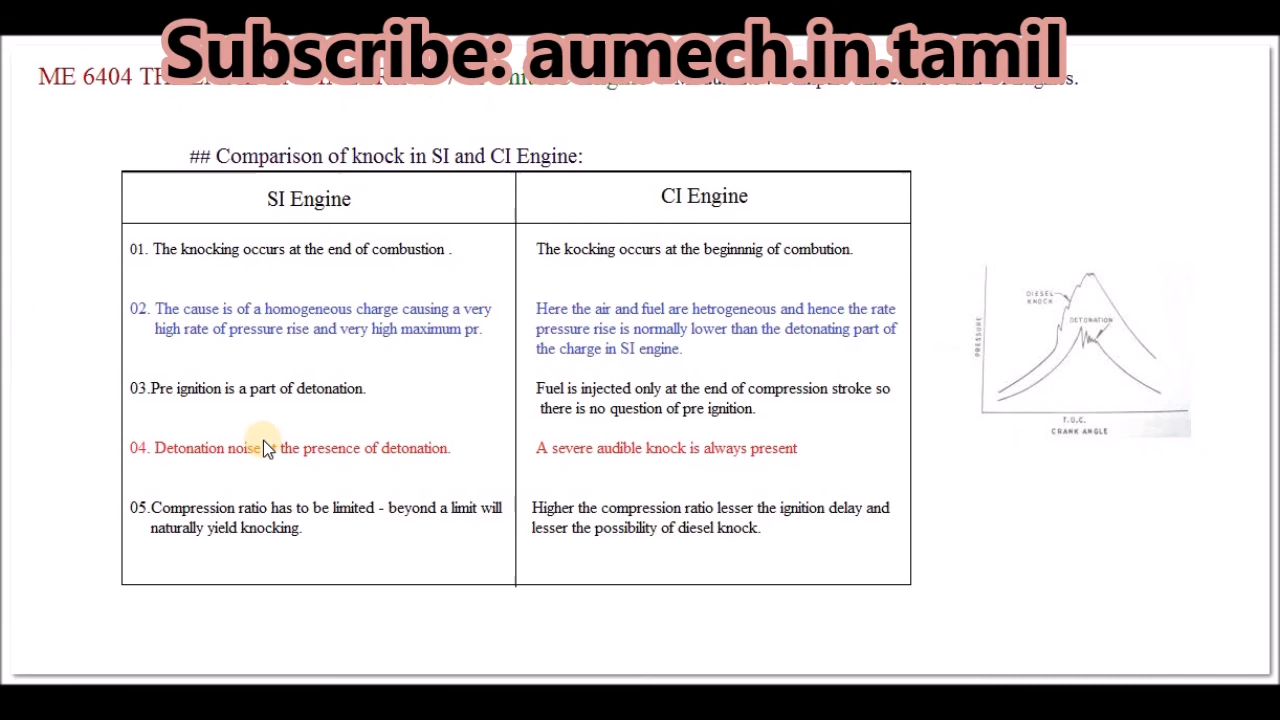 Subscribe: aumech.in.tamil
ME 6404
## Comparison of knock in SI and CI Engine:
SI Engine
CI Engine
01. The knocking occurs at the end of combustion .
The kocking occurs at the beginnnig of combution.
02. The cause is of a homogeneous charge causing a very
high rate of pressure rise and very high maximum pr.
Here the air and fuel are hetrogeneous and hence the rate
pressure rise is normally lower than the detonating part of
the charge in SI engine.
03.Pre ignition is a part of detonation.
Fuel is injected only at the end of compression stroke so
there is no question of pre ignition.
04. Detonation noise the presence of detonation.
A severe audible knock is always present
05.Compression ratio has to be limited - beyond a limit will
naturally yield knocking.
Higher the compression ratio lesser the ignition delay and
lesser the possibility of diesel knock.
DIESEL
KNOCK
DETONATION
PRESSURE
T.D.C.
CRANK ANGLE